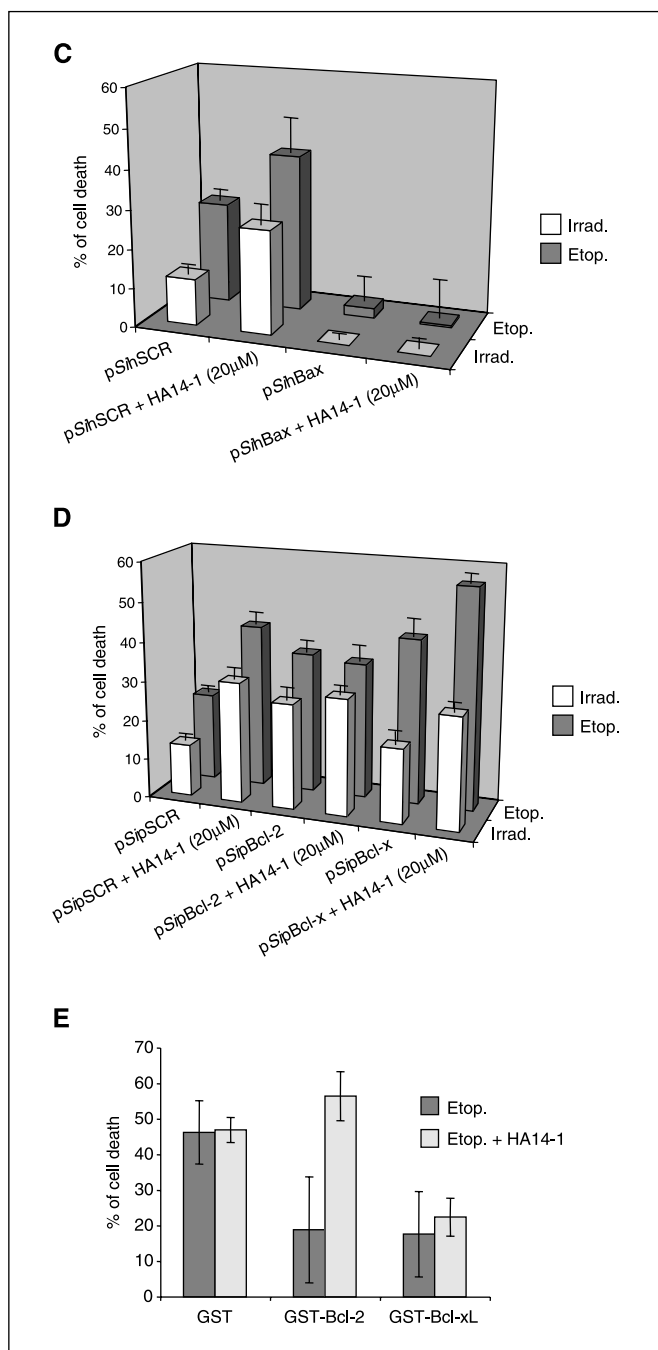 C
60
50
40
30
20
10
0
% of cell death
Irrad.
Etop.
Etop.
Irrad.
pSihSCR
pSihSCR + HA14-1 (20µM)
pSihBax
pSihBax + HA14-1 (20µM)
D
60
50
40
30
20
10
0
% of cell death
Irrad.
Etop.
Etop.
Irrad.
pSipSCR
pSipSCR + HA14-1 (20µM)
pSipBcl-2
pSipBcl-2 + HA14-1 (20µM)
pSipBcl-x
pSipBcl-x + HA14-1 (20µM)
E
70
60
50
40
30
20
10
0
% of cell death
Etop.
Etop. + HA14-1
GST
GST-Bcl-2
GST-Bcl-xL